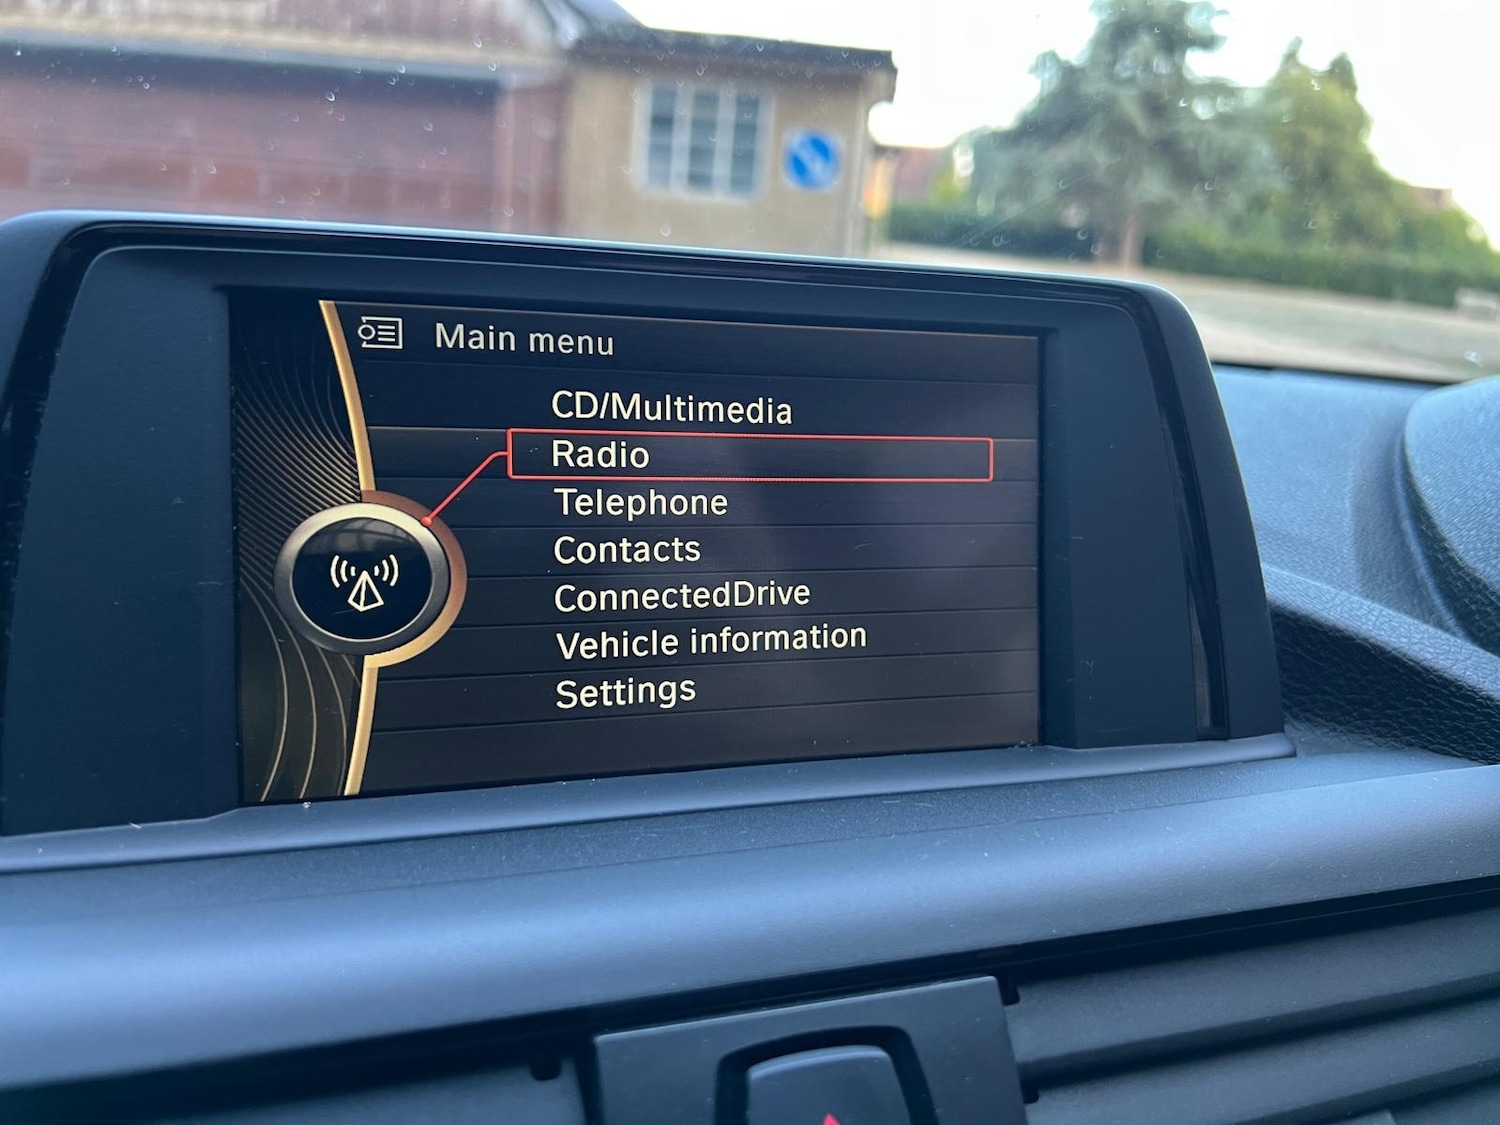 Main menu
CD/Multimedia
Radio
Telephone
Contacts
ConnectedDrive
Vehicle information
Settings